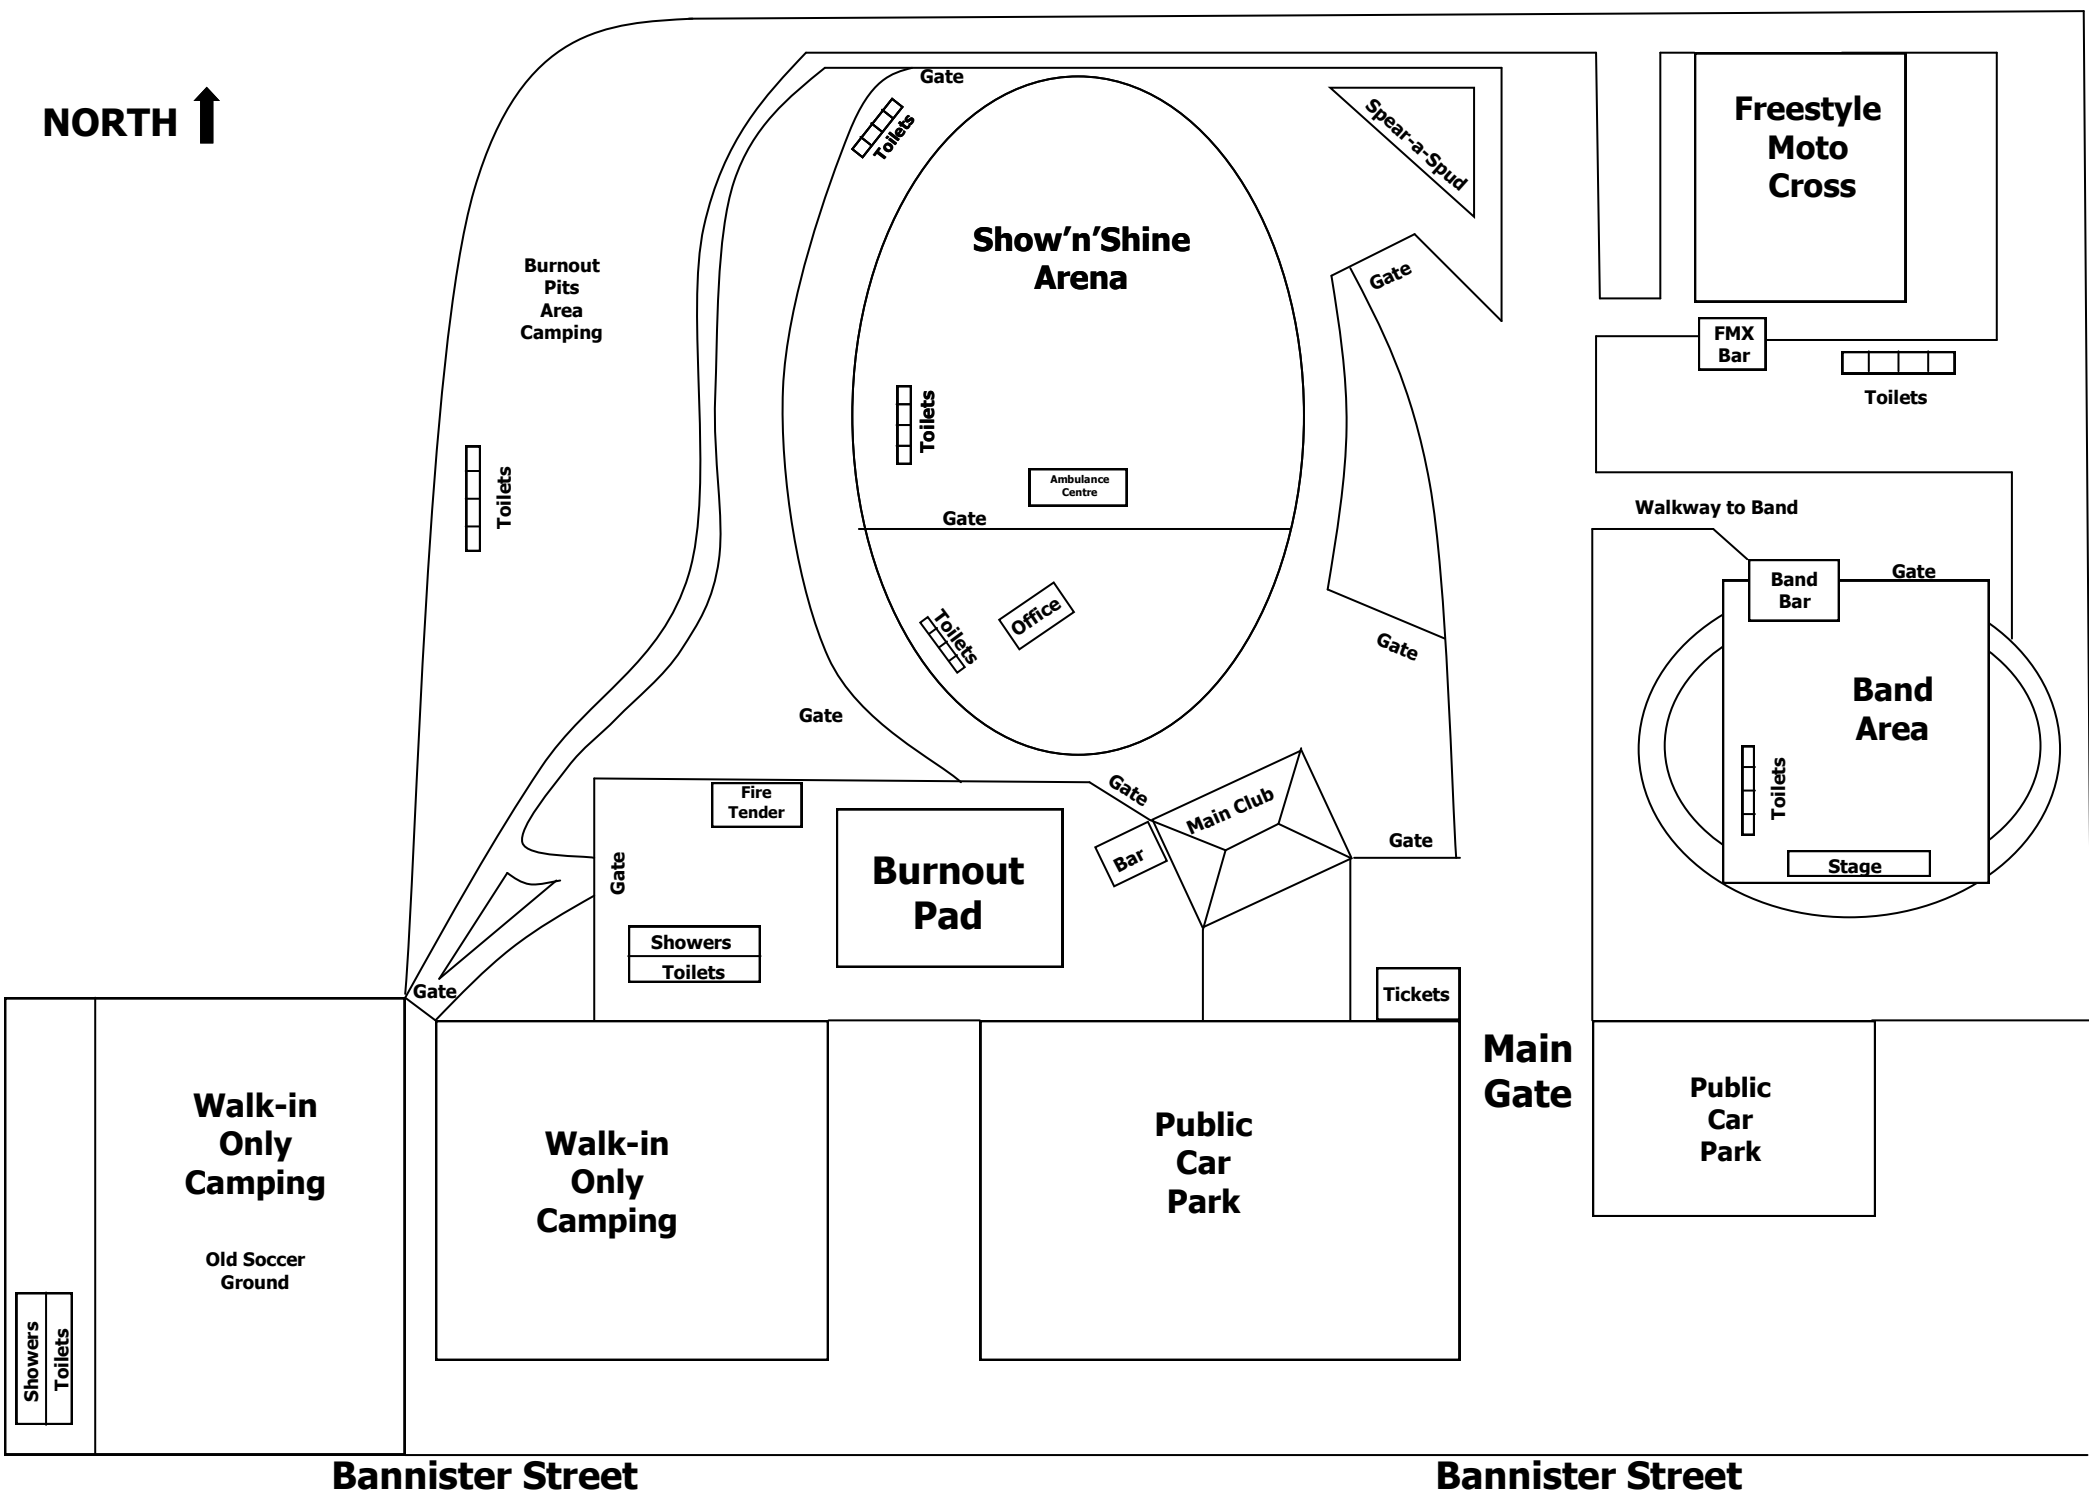 NORTH
Gate
Toilets
Spear-a-Spud
Freestyle
Moto
Cross
Show'n'Shine
Arena
Burnout
Pits
Area
Camping
Gate
FMX
Bar
Toilets
Toilets
Toilets
Ambulance
Centre
Gate
Walkway to Band
Gate
Band
Bar
Office
Toilets
Gate
Band
Area
Gate
Toilets
Fire
Tender
Gate
Main Club
Bar
Gate
Gate
Burnout
Pad
Stage
Showers
Toilets
Gate
Tickets
Main
Gate
Walk-in
Only
Camping
Old Soccer
Ground
Walk-in
Only
Camping
Public
Car
Park
Public
Car
Park
Showers
Toilets
Bannister Street
Bannister Street